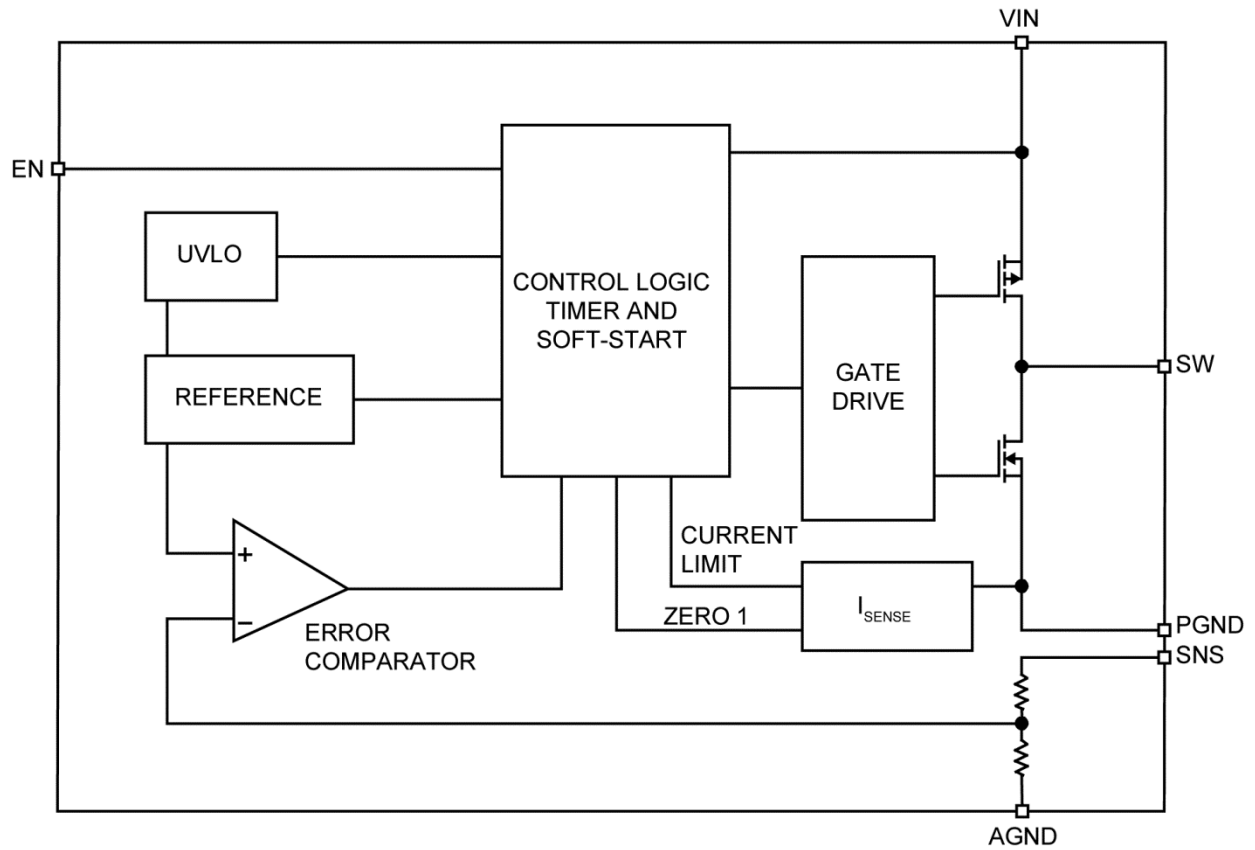 VIN
EN
UVLO
CONTROL LOGIC
TIMER AND
SOFT-START
REFERENCE
GATE
DRIVE
SW
+
−
ERROR
COMPARATOR
CURRENT
LIMIT
ZERO 1
ISENSE
PGND
SNS
AGND